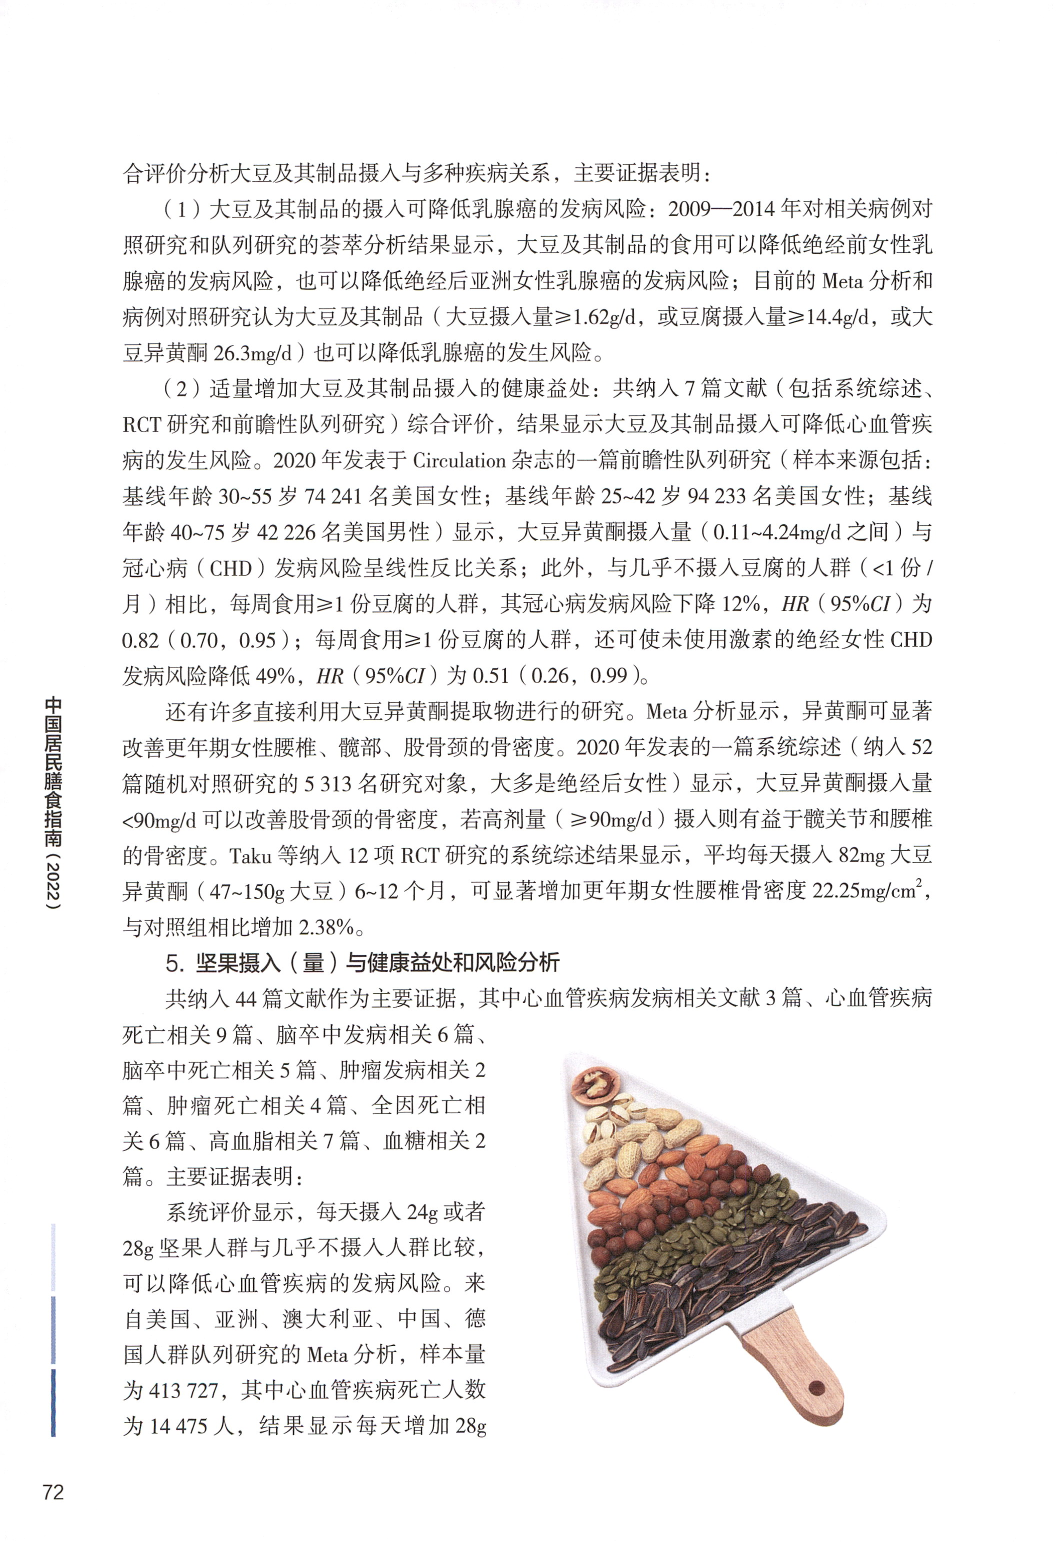 合评价分析大豆及其制品摄入与多种疾病关系，主要证据表明：
（1）大豆及其制品的摄入可降低乳腺癌的发病风险：2009—2014 年对相关病例对
照研究和队列研究的荟萃分析结果显示，大豆及其制品的食用可以降低绝经前女性乳
腺癌的发病风险，也可以降低绝经后亚洲女性乳腺癌的发病风险；目前的 Meta 分析和
病例对照研究认为大豆及其制品（大豆摄入量≥1.62g/d，或豆腐摄入量≥14.4g/d，或大
豆异黄酮 26.3mg/d）也可以降低乳腺癌的发生风险。
（2）适量增加大豆及其制品摄入的健康益处：共纳入 7 篇文献（包括系统综述、
RCT 研究和前瞻性队列研究）综合评价，结果显示大豆及其制品摄入可降低心血管疾
病的发生风险。2020 年发表于 Circulation 杂志的一篇前瞻性队列研究（样本来源包括：
基线年龄 30~55 岁 74 241 名美国女性；基线年龄 25~42 岁 94 233 名美国女性；基线
年龄 40~75 岁 42 226 名美国男性）显示，大豆异黄酮摄入量（0.11~4.24mg/d 之间）与
冠心病（CHD）发病风险呈线性反比关系；此外，与几乎不摄入豆腐的人群（<1 份 /
月）相比，每周食用≥1 份豆腐的人群，其冠心病发病风险下降 12%，HR（95%CI）为
0.82（0.70，0.95）；每周食用≥1 份豆腐的人群，还可使未使用激素的绝经女性 CHD
发病风险降低 49%，HR（95%CI）为 0.51（0.26，0.99）。
还有许多直接利用大豆异黄酮提取物进行的研究。Meta 分析显示，异黄酮可显著
改善更年期女性腰椎、髋部、股骨颈的骨密度。2020 年发表的一篇系统综述（纳入 52
篇随机对照研究的 5 313 名研究对象，大多是绝经后女性）显示，大豆异黄酮摄入量
<90mg/d 可以改善股骨颈的骨密度，若高剂量（≥90mg/d）摄入则有益于髋关节和腰椎
的骨密度。Taku 等纳入 12 项 RCT 研究的系统综述结果显示，平均每天摄入 82mg 大豆
异黄酮（47~150g 大豆）6~12 个月，可显著增加更年期女性腰椎骨密度 22.25mg/cm²，
与对照组相比增加 2.38%。
5. 坚果摄入（量）与健康益处和风险分析
共纳入 44 篇文献作为主要证据，其中心血管疾病发病相关文献 3 篇、心血管疾病
死亡相关 9 篇、脑卒中发病相关 6 篇、
脑卒中死亡相关 5 篇、肿瘤发病相关 2
篇、肿瘤死亡相关 4 篇、全因死亡相
关 6 篇、高血脂相关 7 篇、血糖相关 2
篇。主要证据表明：
系统评价显示，每天摄入 24g 或者
28g 坚果人群与几乎不摄入人群比较，
可以降低心血管疾病的发病风险。来
自美国、亚洲、澳大利亚、中国、德
国人群队列研究的 Meta 分析，样本量
为 413 727，其中心血管疾病死亡人数
为 14 475 人，结果显示每天增加 28g
中国居民膳食指南（2022）
72